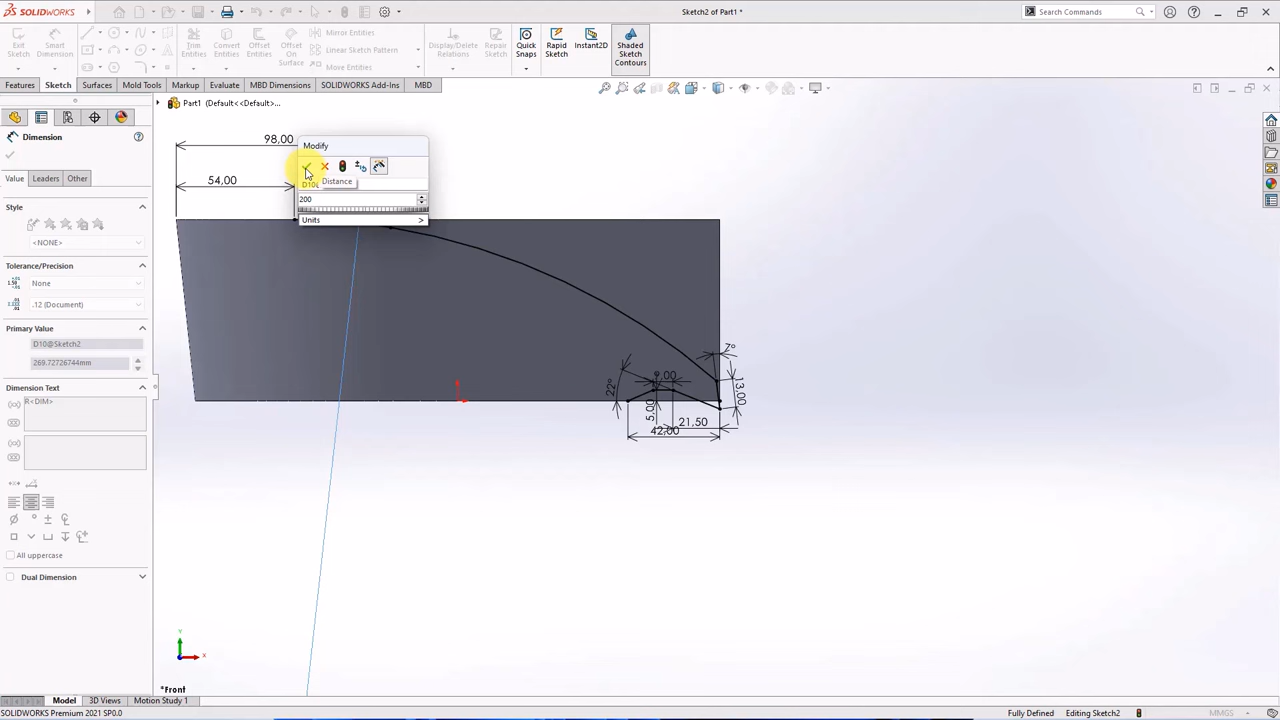 SOLIDWORKS
Sketch2 of Part1 *
Search Commands
Exit Sketch
Smart Dimension
Trim Entities
Convert Entities
Offset Entities
Offset On Surface
Mirror Entities
Linear Sketch Pattern
Move Entities
Display/Delete Relations
Repair Sketch
Quick Snaps
Rapid Sketch
Instant2D
Shaded Sketch Contours
Features
Sketch
Surfaces
Mold Tools
Markup
Evaluate
MBD Dimensions
SOLIDWORKS Add-Ins
MBD
Part1 (Default<<Default>...
Dimension
Value
Leaders
Other
Style
<NONE>
Tolerance/Precision
None
.12 (Document)
Primary Value
D10@Sketch2
269.72726744mm
Dimension Text
R<DIM>
All uppercase
Dual Dimension
98,00
54,00
Modify
Distance
200
Units
7°
13,00
22°
5,00
21,50
42,00
Y
X
*Front
Model
3D Views
Motion Study 1
SOLIDWORKS Premium 2021 SP0.0
Fully Defined
Editing Sketch2
MMGS